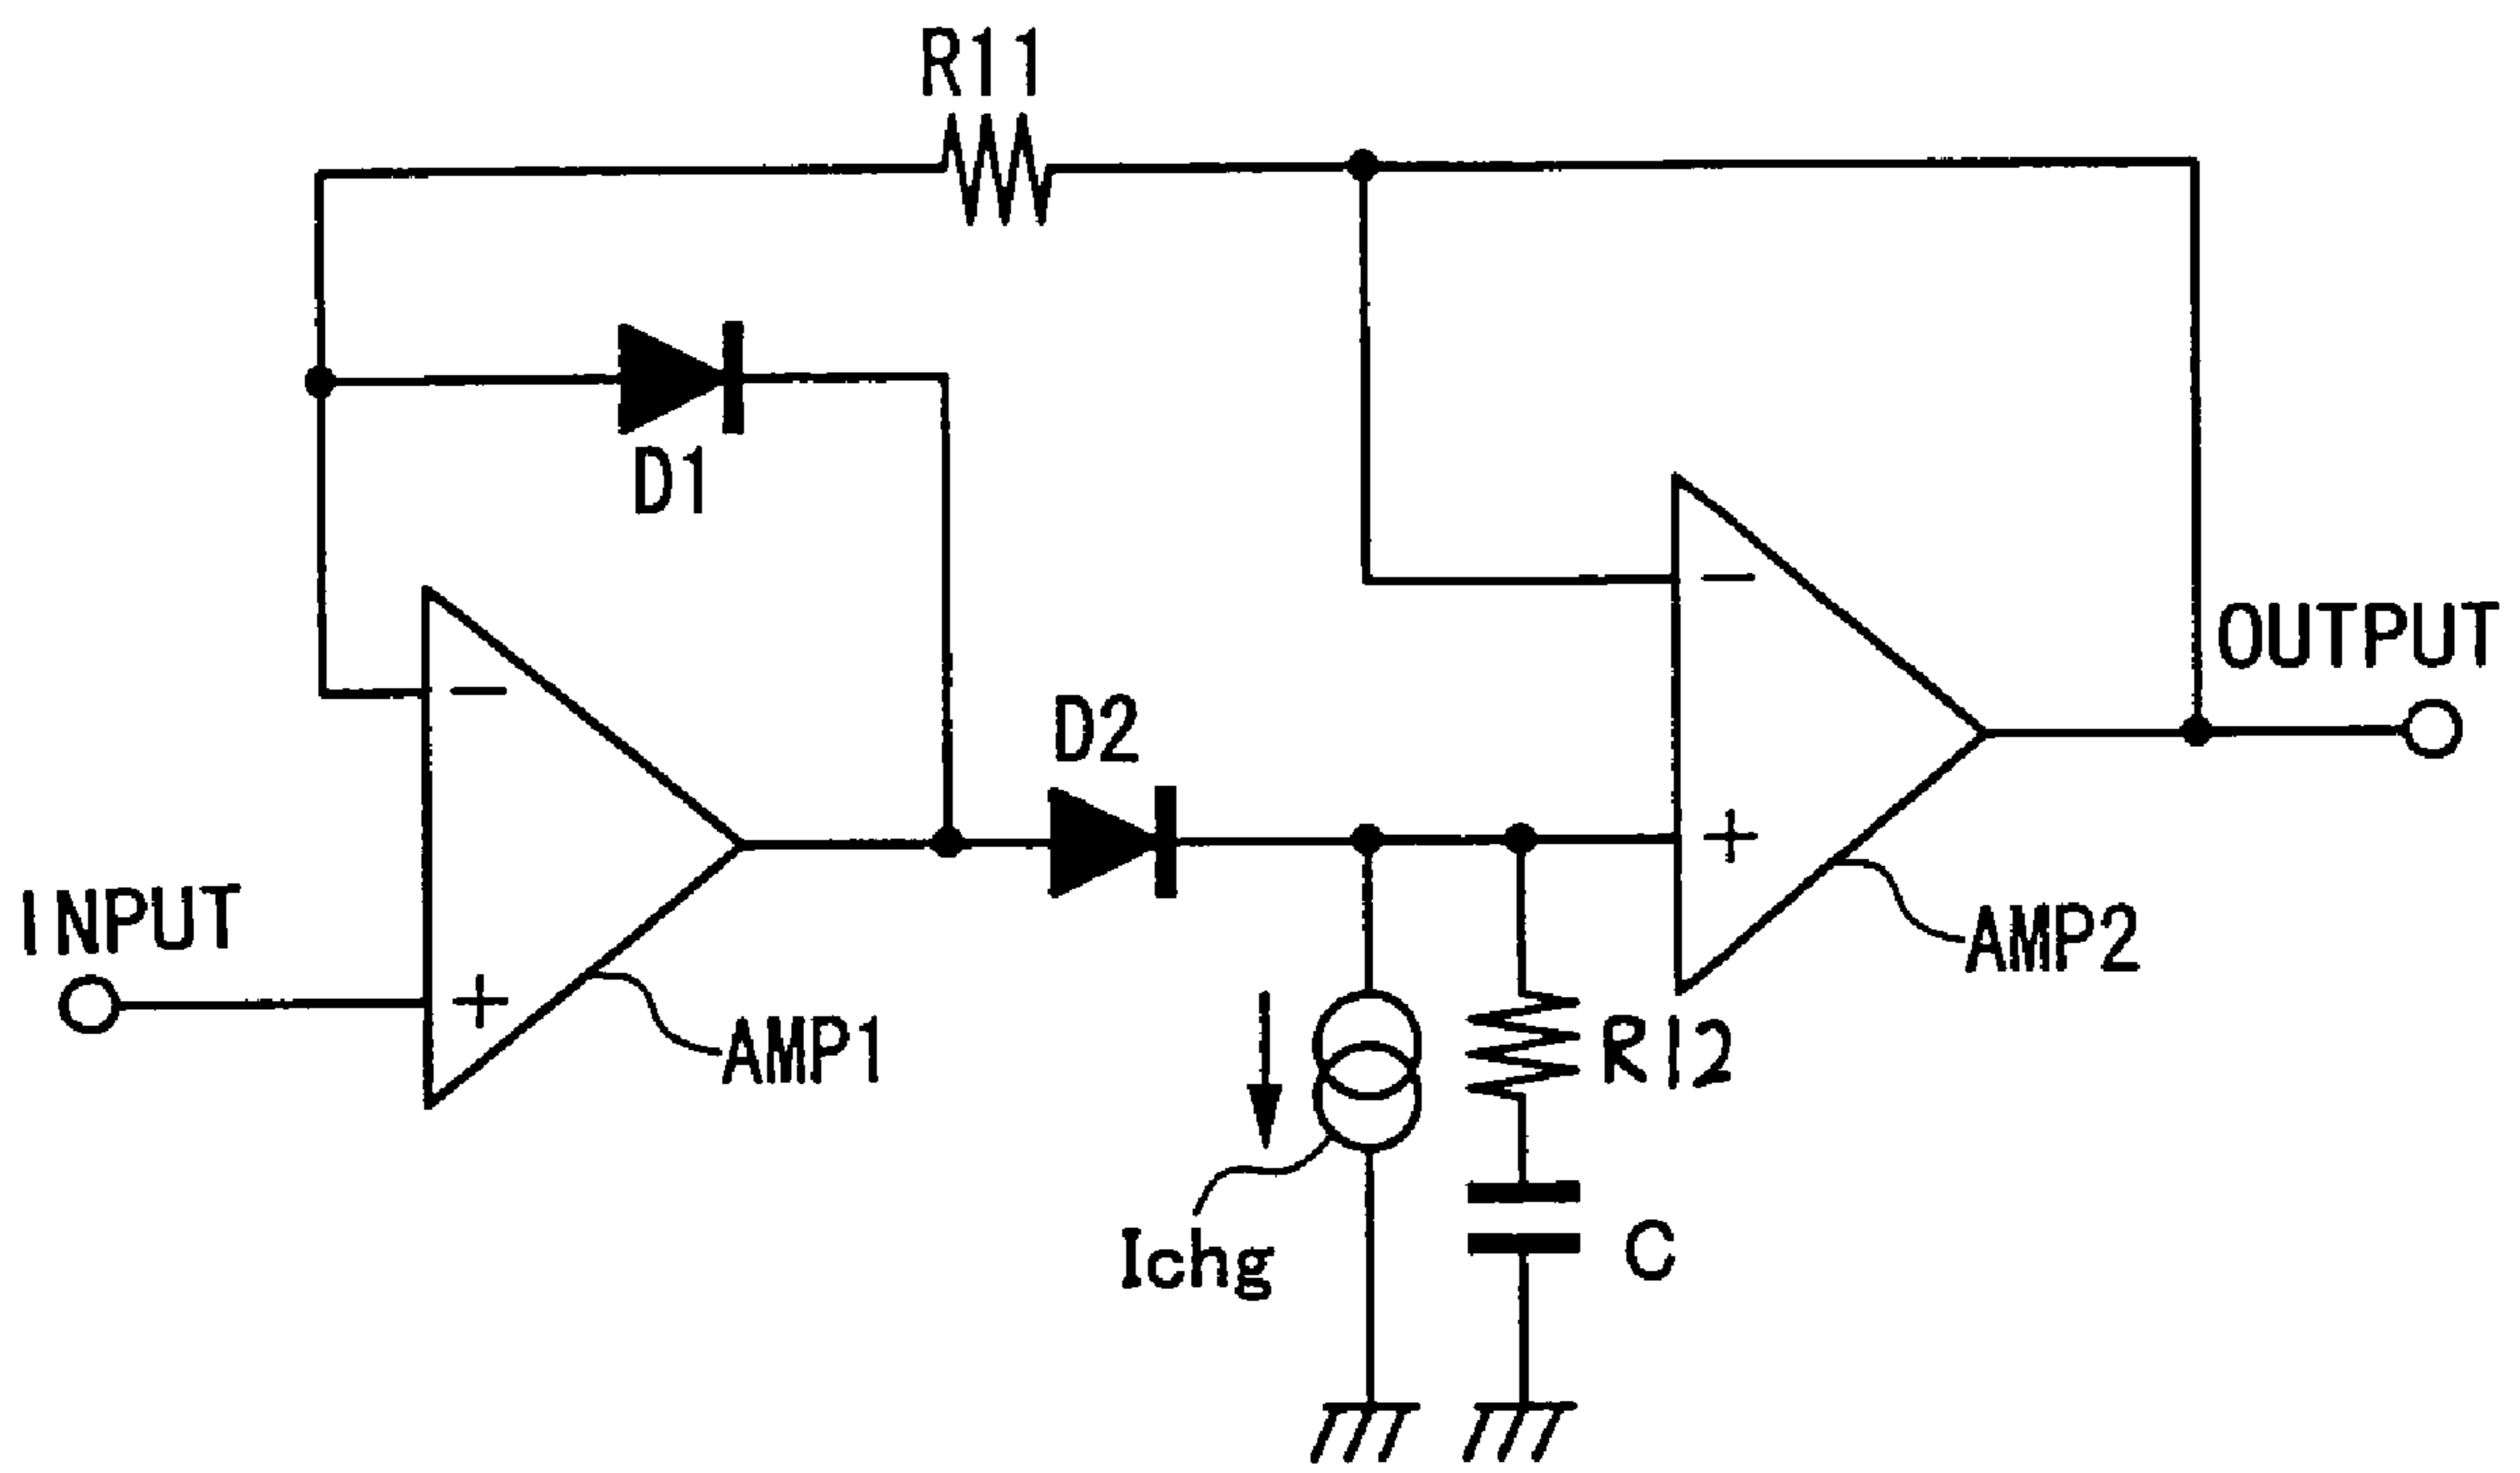 R11
D1
D2
OUTPUT
INPUT
AMP1
AMP2
R12
Ichg
C